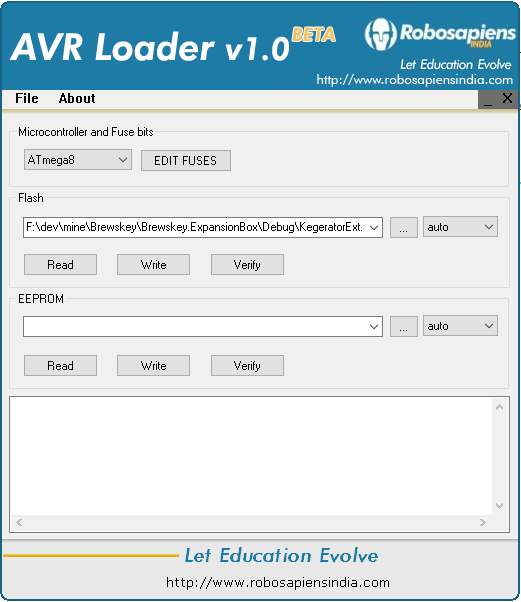 AVR Loader v1.0 BETA
Robosapiens
INDIA
Let Education Evolve
http://www.robosapiensindia.com
File About
Microcontroller and Fuse bits
ATmega8 EDIT FUSES
Flash
F:\dev\mine\Brewskey\Brewskey.ExpansionBox\Debug\KegeratorExt. ... auto
Read Write Verify
EEPROM
... auto
Read Write Verify
Let Education Evolve
http://www.robosapiensindia.com